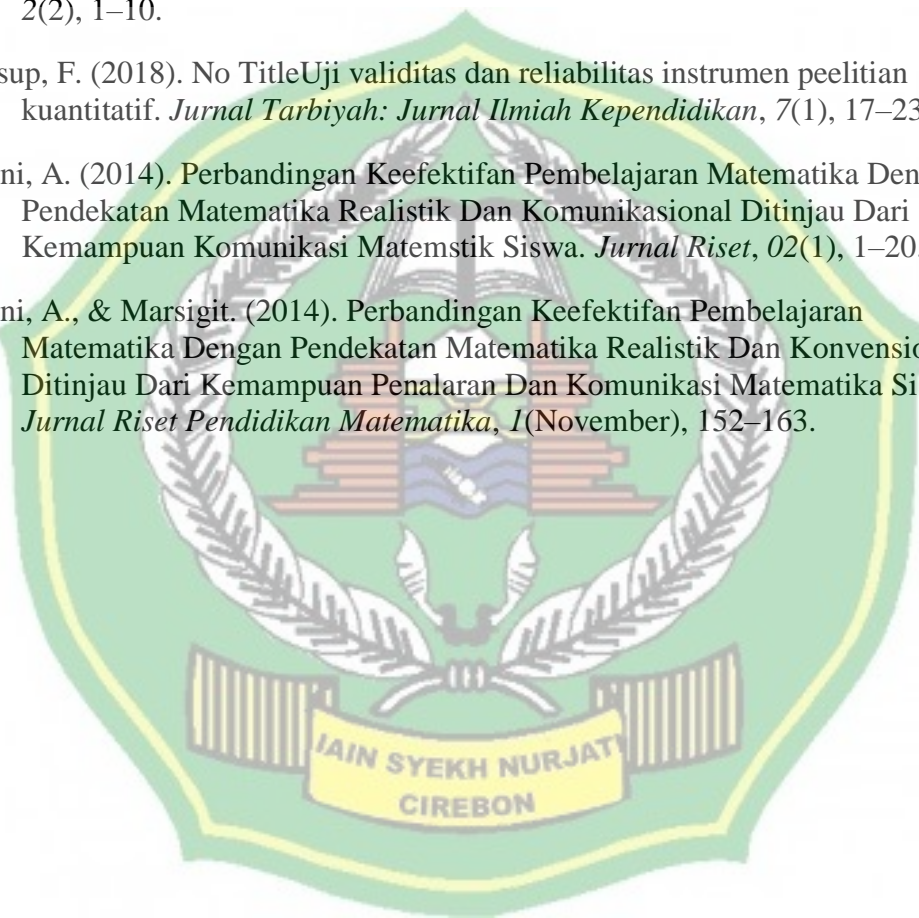 2(2), 1–10.
sup, F. (2018). No TitleUji validitas dan reliabilitas instrumen peelitian
kuantitatif. Jurnal Tarbiyah: Jurnal Ilmiah Kependidikan, 7(1), 17–23
ni, A. (2014). Perbandingan Keefektifan Pembelajaran Matematika Den
Pendekatan Matematika Realistik Dan Komunikasional Ditinjau Dari
Kemampuan Komunikasi Matemstik Siswa. Jurnal Riset, 02(1), 1–20.
ni, A., & Marsigit. (2014). Perbandingan Keefektifan Pembelajaran
Matematika Dengan Pendekatan Matematika Realistik Dan Konvensio
Ditinjau Dari Kemampuan Penalaran Dan Komunikasi Matematika Si
Jurnal Riset Pendidikan Matematika, 1(November), 152–163.
IAIN SYEKH NURJATI
CIREBON